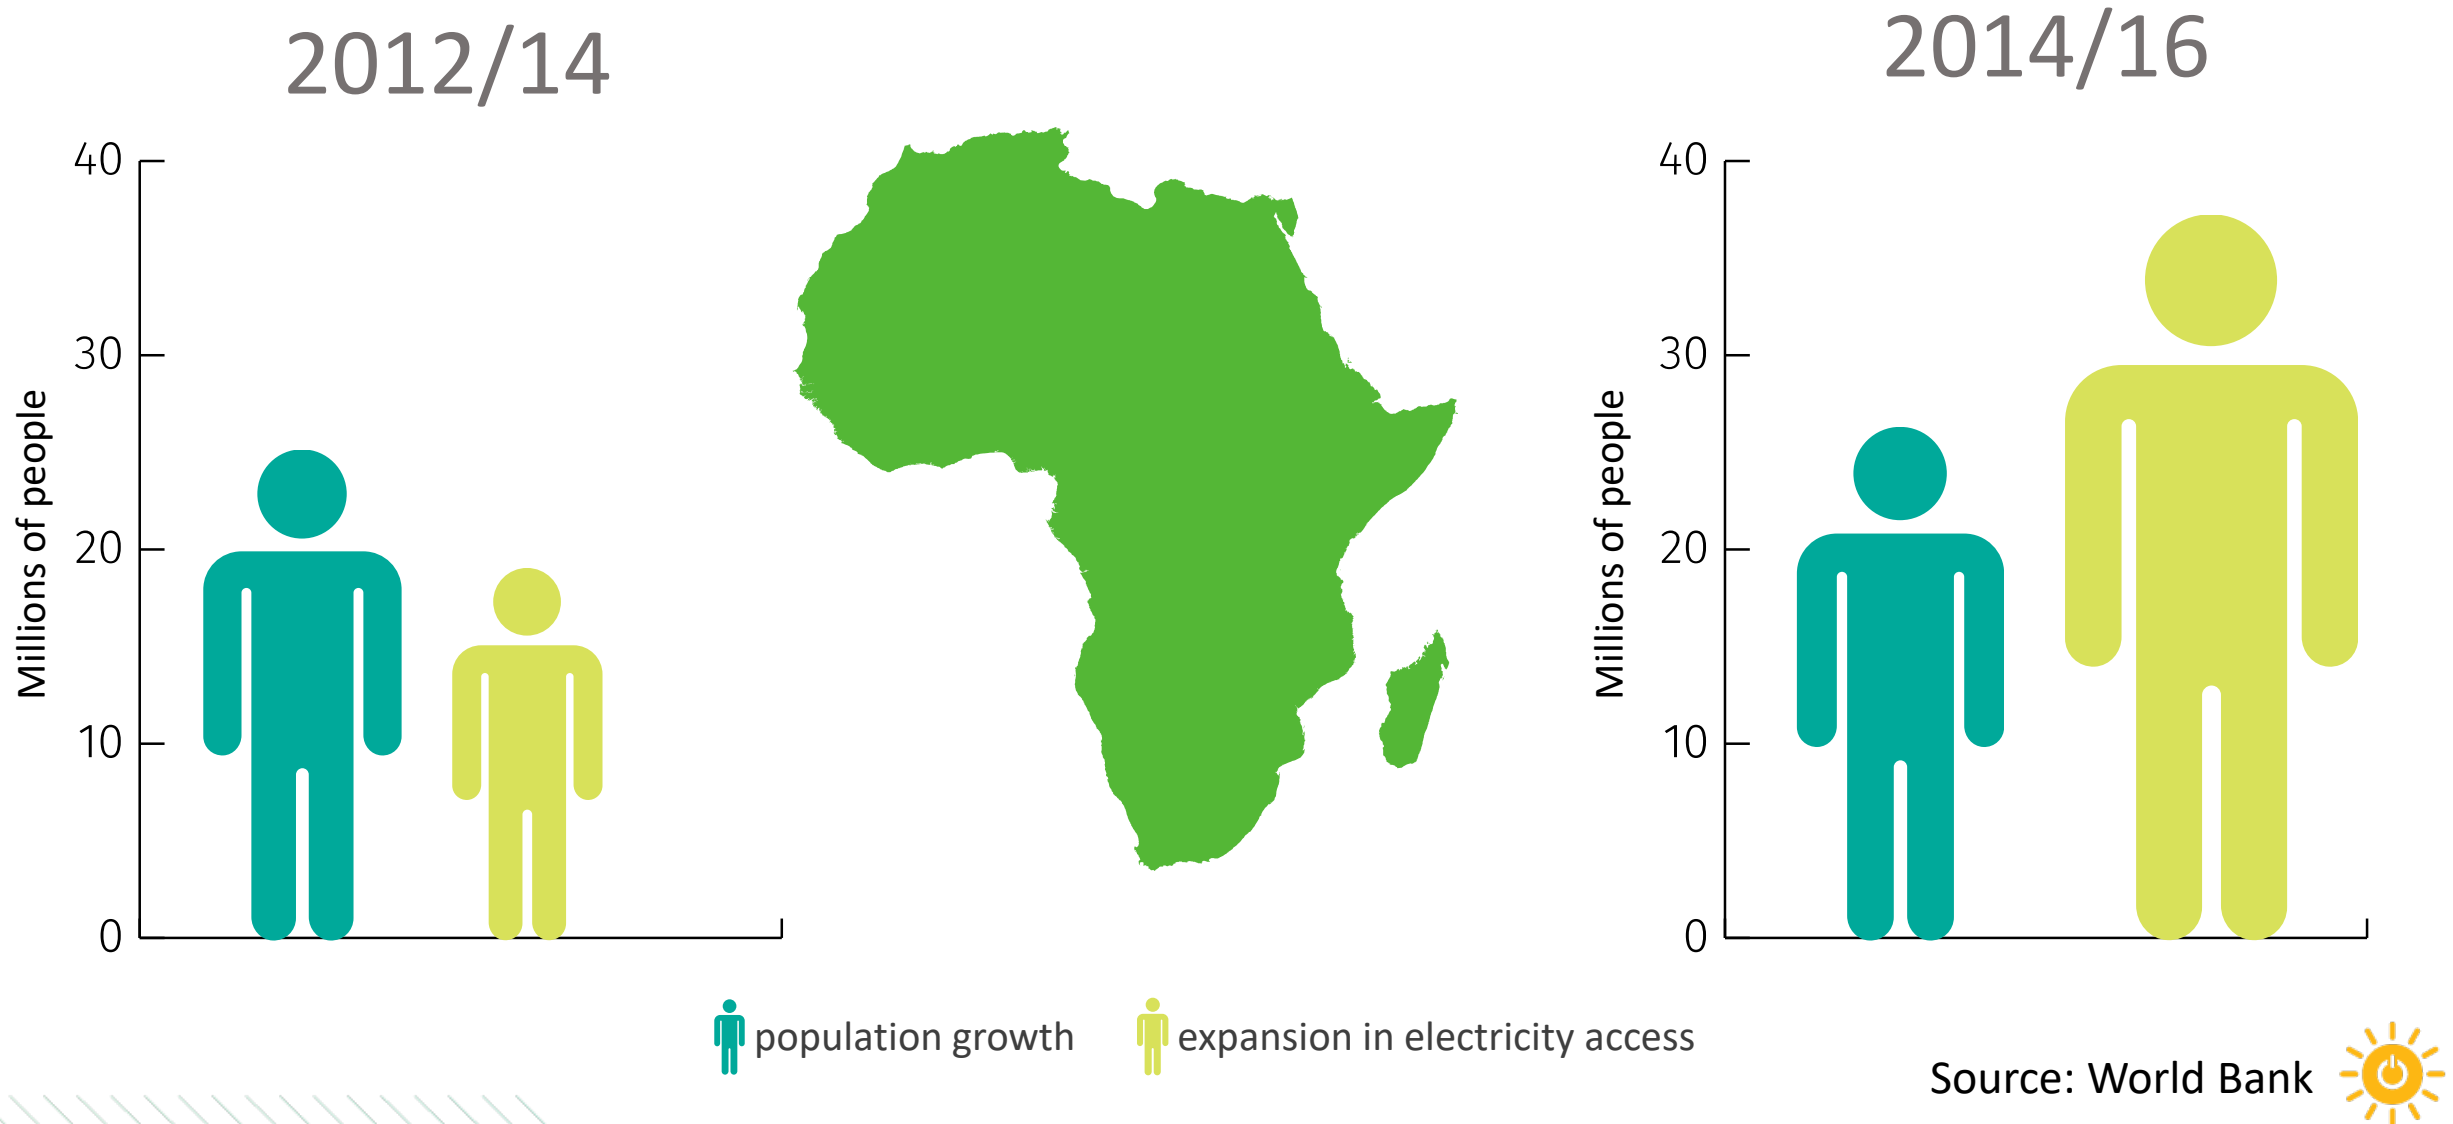 2012/14
2014/16
40
30
20
10
0
Millions of people
40
30
20
10
0
Millions of people
population growth
expansion in electricity access
Source: World Bank